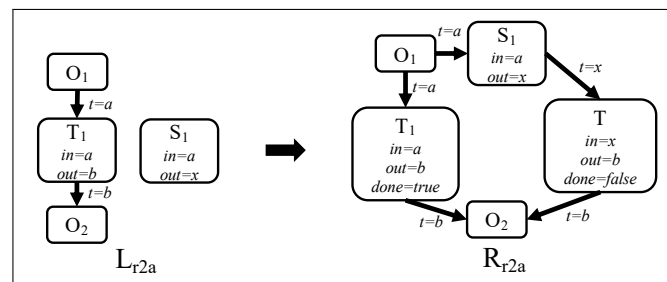 O1
t=a
T1
in=a
out=b
t=b
O2
S1
in=a
out=x
Lr2a
O1
t=a
S1
in=a
out=x
t=x
t=a
T1
in=a
out=b
done=true
T
in=x
out=b
done=false
t=b
O2
t=b
Rr2a